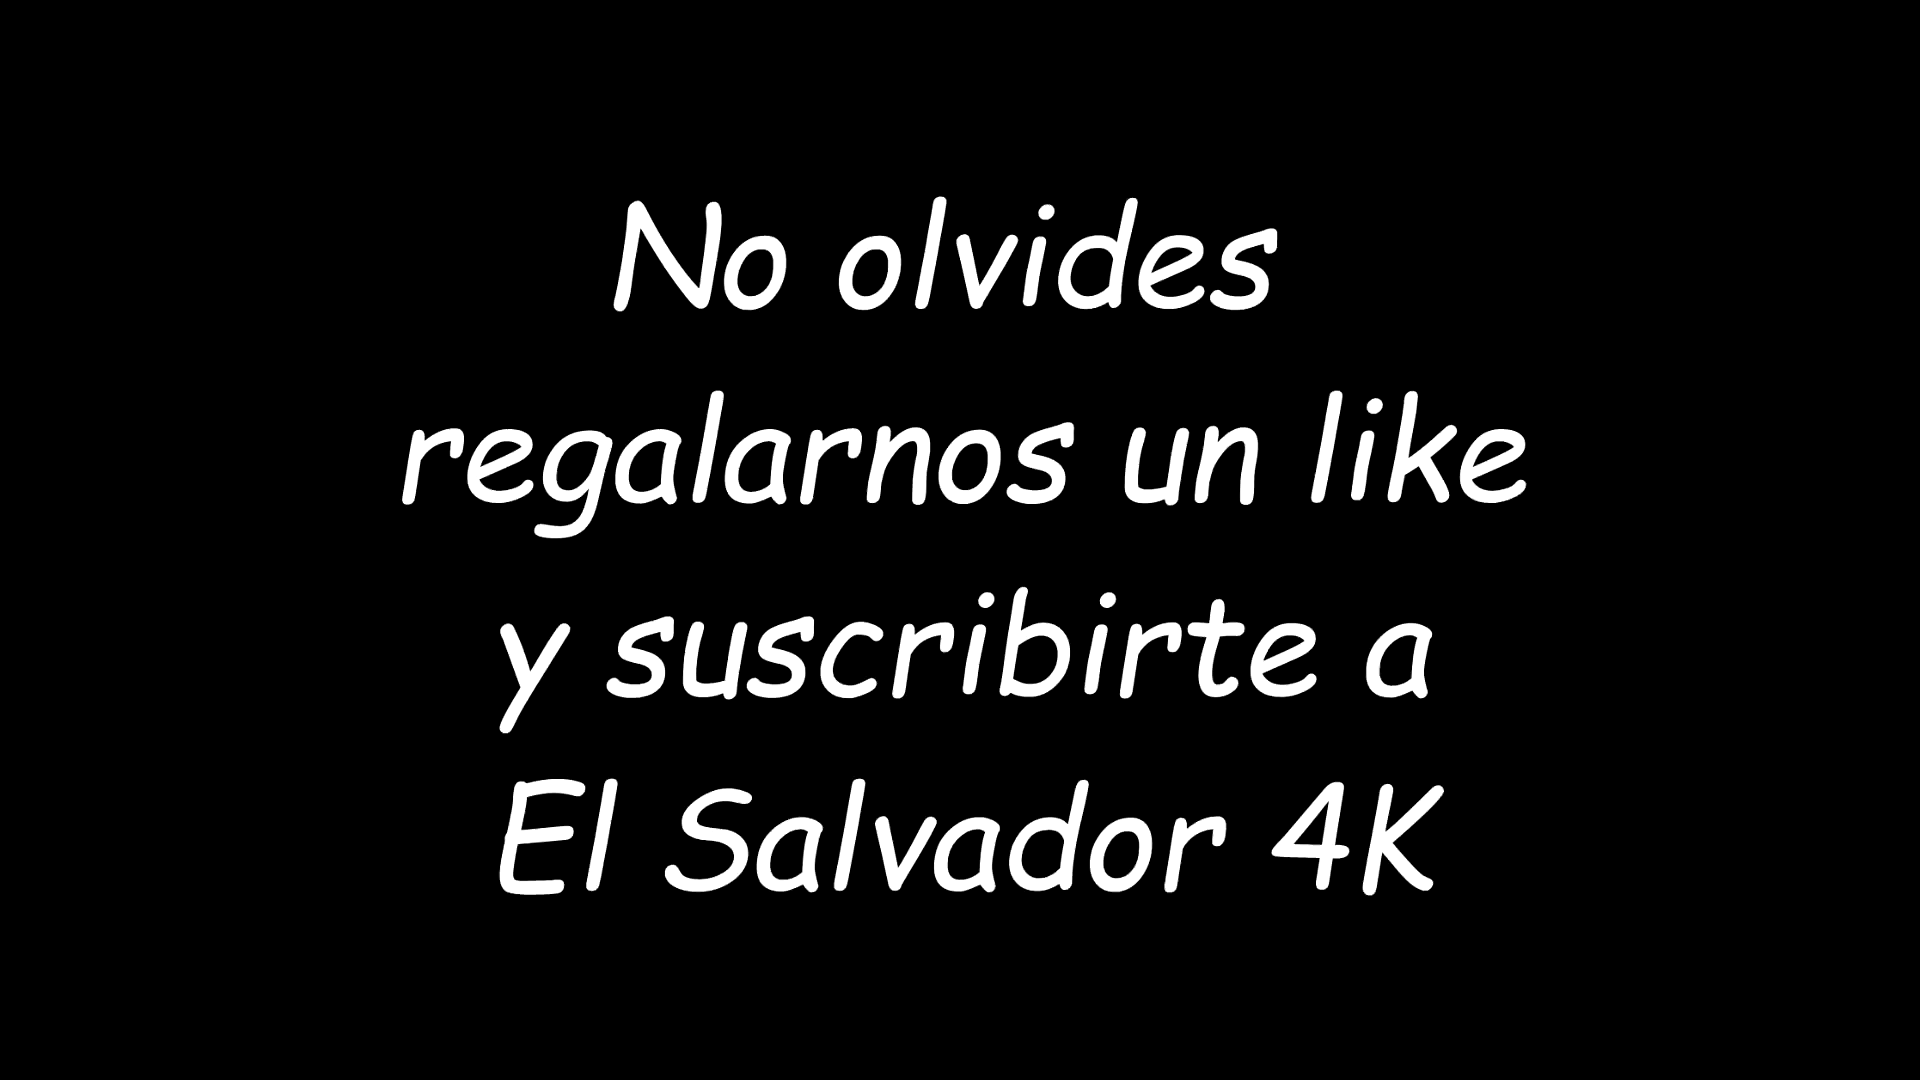 No olvides
regalarnos un like
y suscribirte a
El Salvador 4K